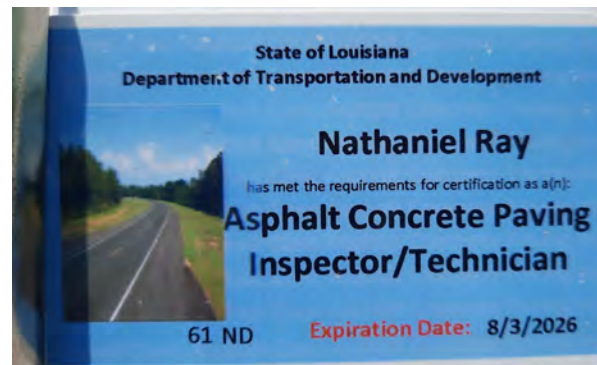 State of Louisiana
Department of Transportation and Development
Nathaniel Ray
has met the requirements for certification as a(n):
Asphalt Concrete Paving
Inspector/Technician
61 ND Expiration Date: 8/3/2026